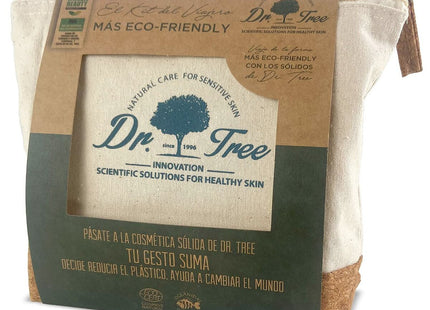 BEAUTY
El Kit del Viajero
MÁS ECO-FRIENDLY
Dr. Tree
INNOVATION
SCIENTIFIC SOLUTIONS FOR HEALTHY SKIN
Viaja de la forma
MÁS ECO-FRIENDLY
CON LOS SÓLIDOS
de Dr. Tree
NATURAL CARE FOR SENSITIVE SKIN
Dr. Tree
since 1996
INNOVATION
SCIENTIFIC SOLUTIONS FOR HEALTHY SKIN
PÁSATE A LA COSMÉTICA SÓLIDA DE DR. TREE
TU GESTO SUMA
DECIDE REDUCIR EL PLÁSTICO, AYUDA A CAMBIAR EL MUNDO